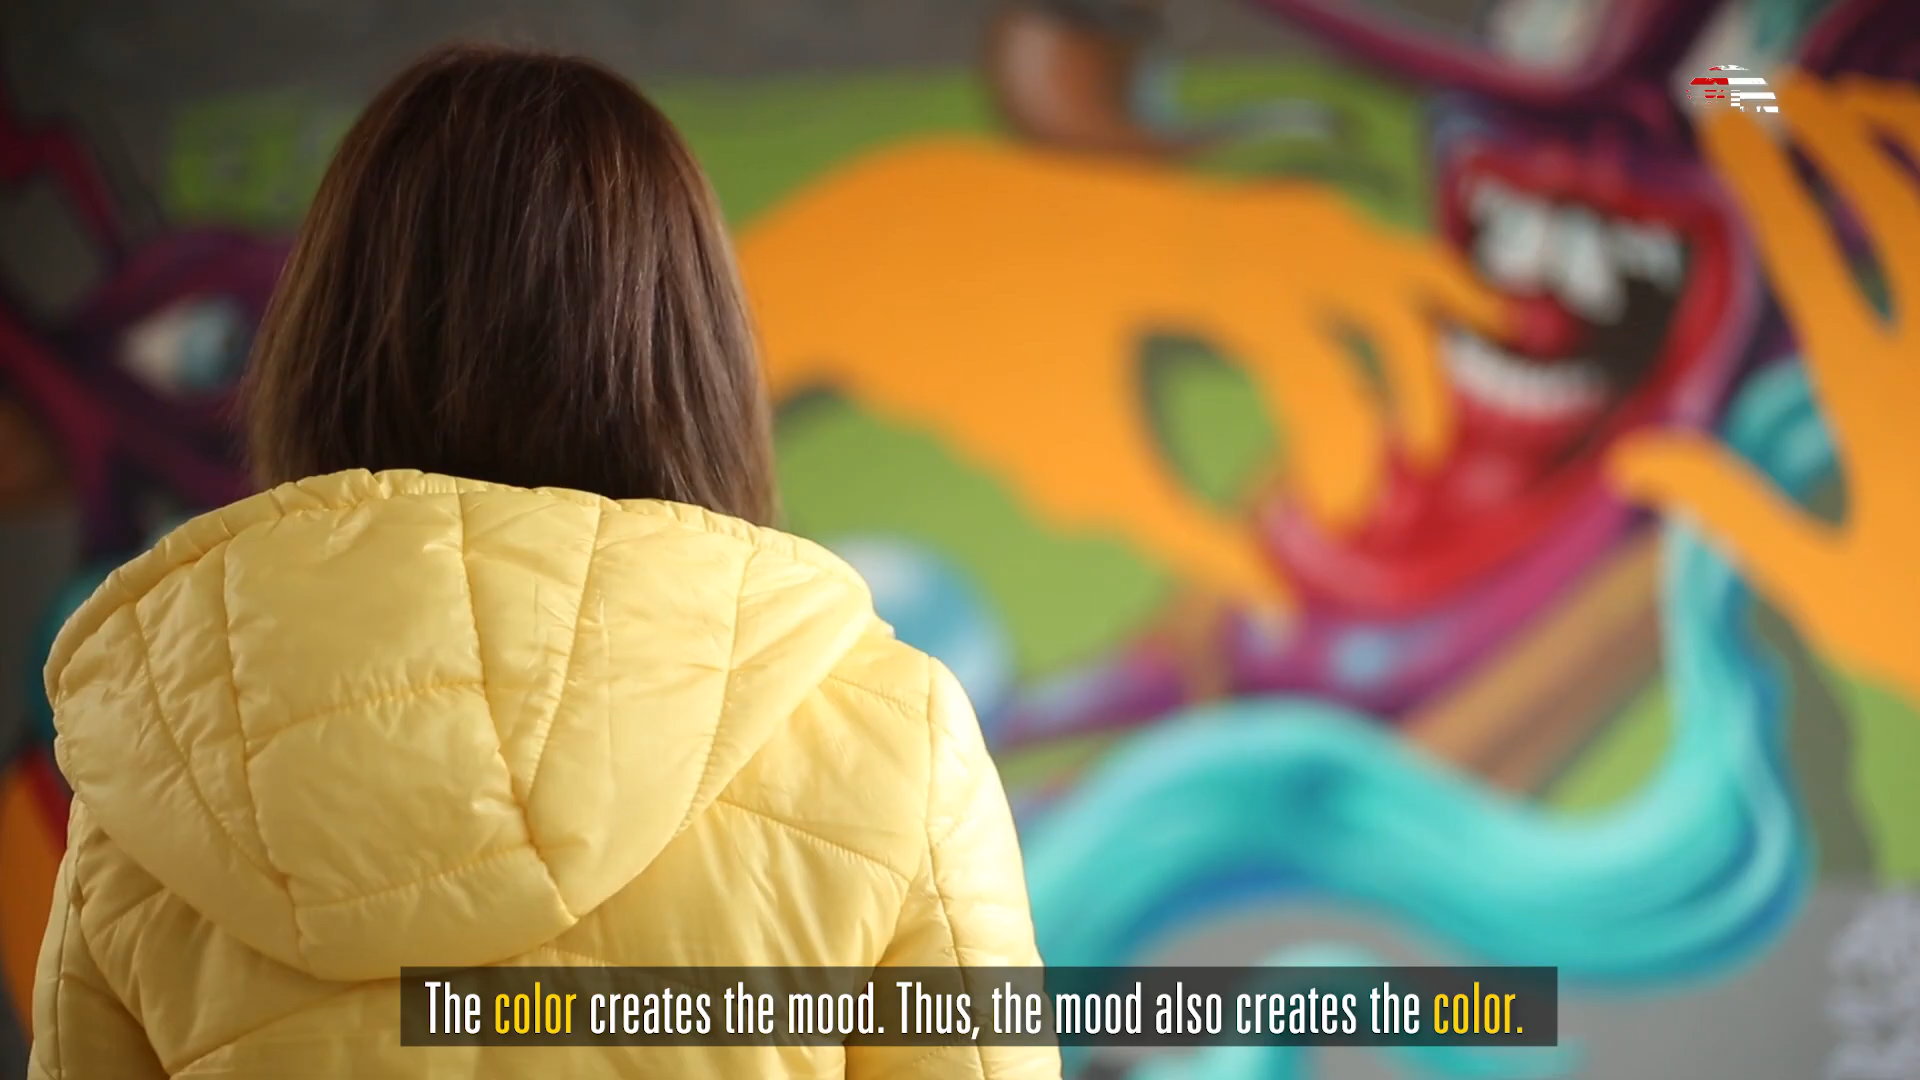 The color creates the mood. Thus, the mood also creates the color.